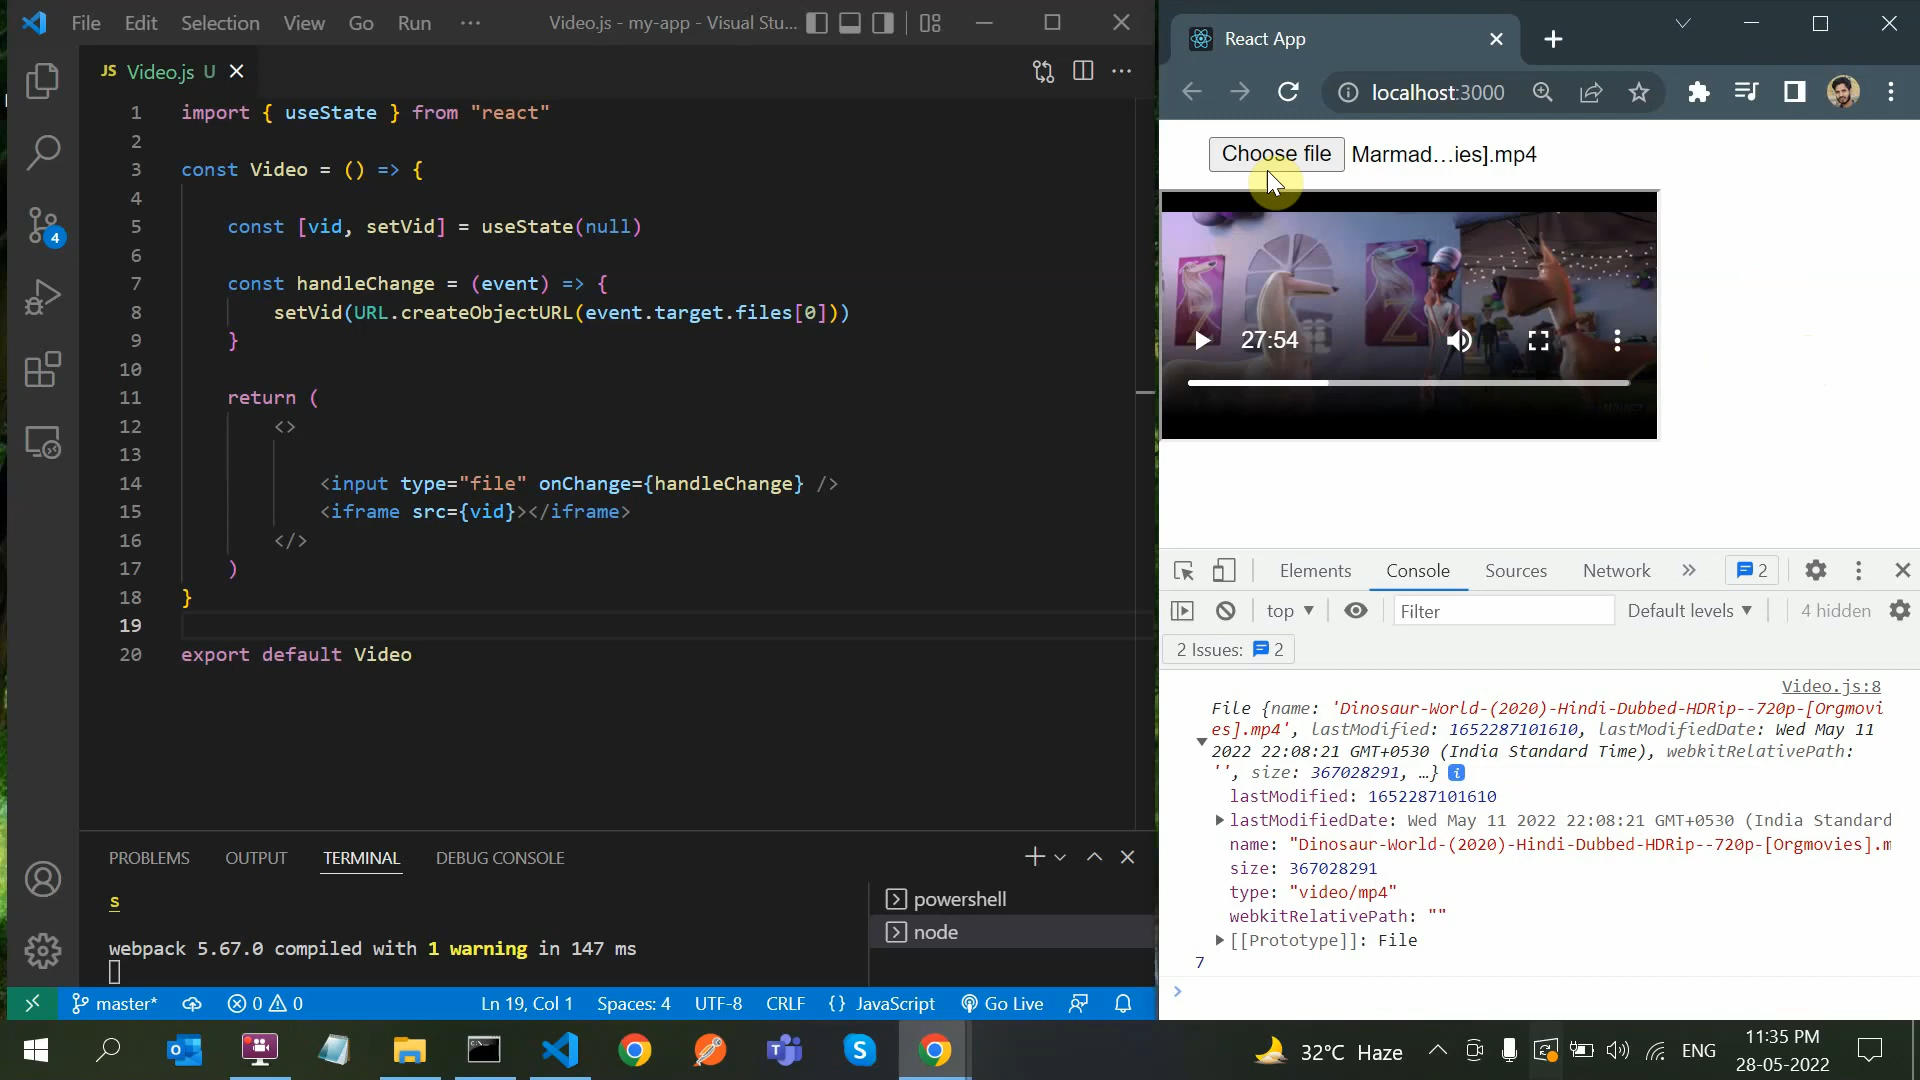 File Edit Selection View Go Run ··· Video.js - my-app - Visual Stu...
JS Video.js U
1 import { useState } from "react"
2
3 const Video = () => {
4
5 const [vid, setVid] = useState(null)
6
7 const handleChange = (event) => {
8 setVid(URL.createObjectURL(event.target.files[0]))
9 }
10
11 return (
12 <>
13
14 <input type="file" onChange={handleChange} />
15 <iframe src={vid}></iframe>
16 </>
17 )
18 }
19
20 export default Video
4
PROBLEMS OUTPUT TERMINAL DEBUG CONSOLE
s
webpack 5.67.0 compiled with 1 warning in 147 ms
powershell
node
master* 0 0 Ln 19, Col 1 Spaces: 4 UTF-8 CRLF {} JavaScript Go Live
React App
localhost:3000
Choose file Marmad...ies].mp4
27:54
Elements Console Sources Network » 2
top ▼ Filter Default levels ▼ 4 hidden
2 Issues: 2
Video.js:8
File {name: 'Dinosaur-World-(2020)-Hindi-Dubbed-HDRip--720p-[Orgmovi
es].mp4', lastModified: 1652287101610, lastModifiedDate: Wed May 11
2022 22:08:21 GMT+0530 (India Standard Time), webkitRelativePath:
'', size: 367028291, …} i
lastModified: 1652287101610
lastModifiedDate: Wed May 11 2022 22:08:21 GMT+0530 (India Standard
name: "Dinosaur-World-(2020)-Hindi-Dubbed-HDRip--720p-[Orgmovies].m
size: 367028291
type: "video/mp4"
webkitRelativePath: ""
[[Prototype]]: File
7
>
32°C Haze ENG 11:35 PM
28-05-2022